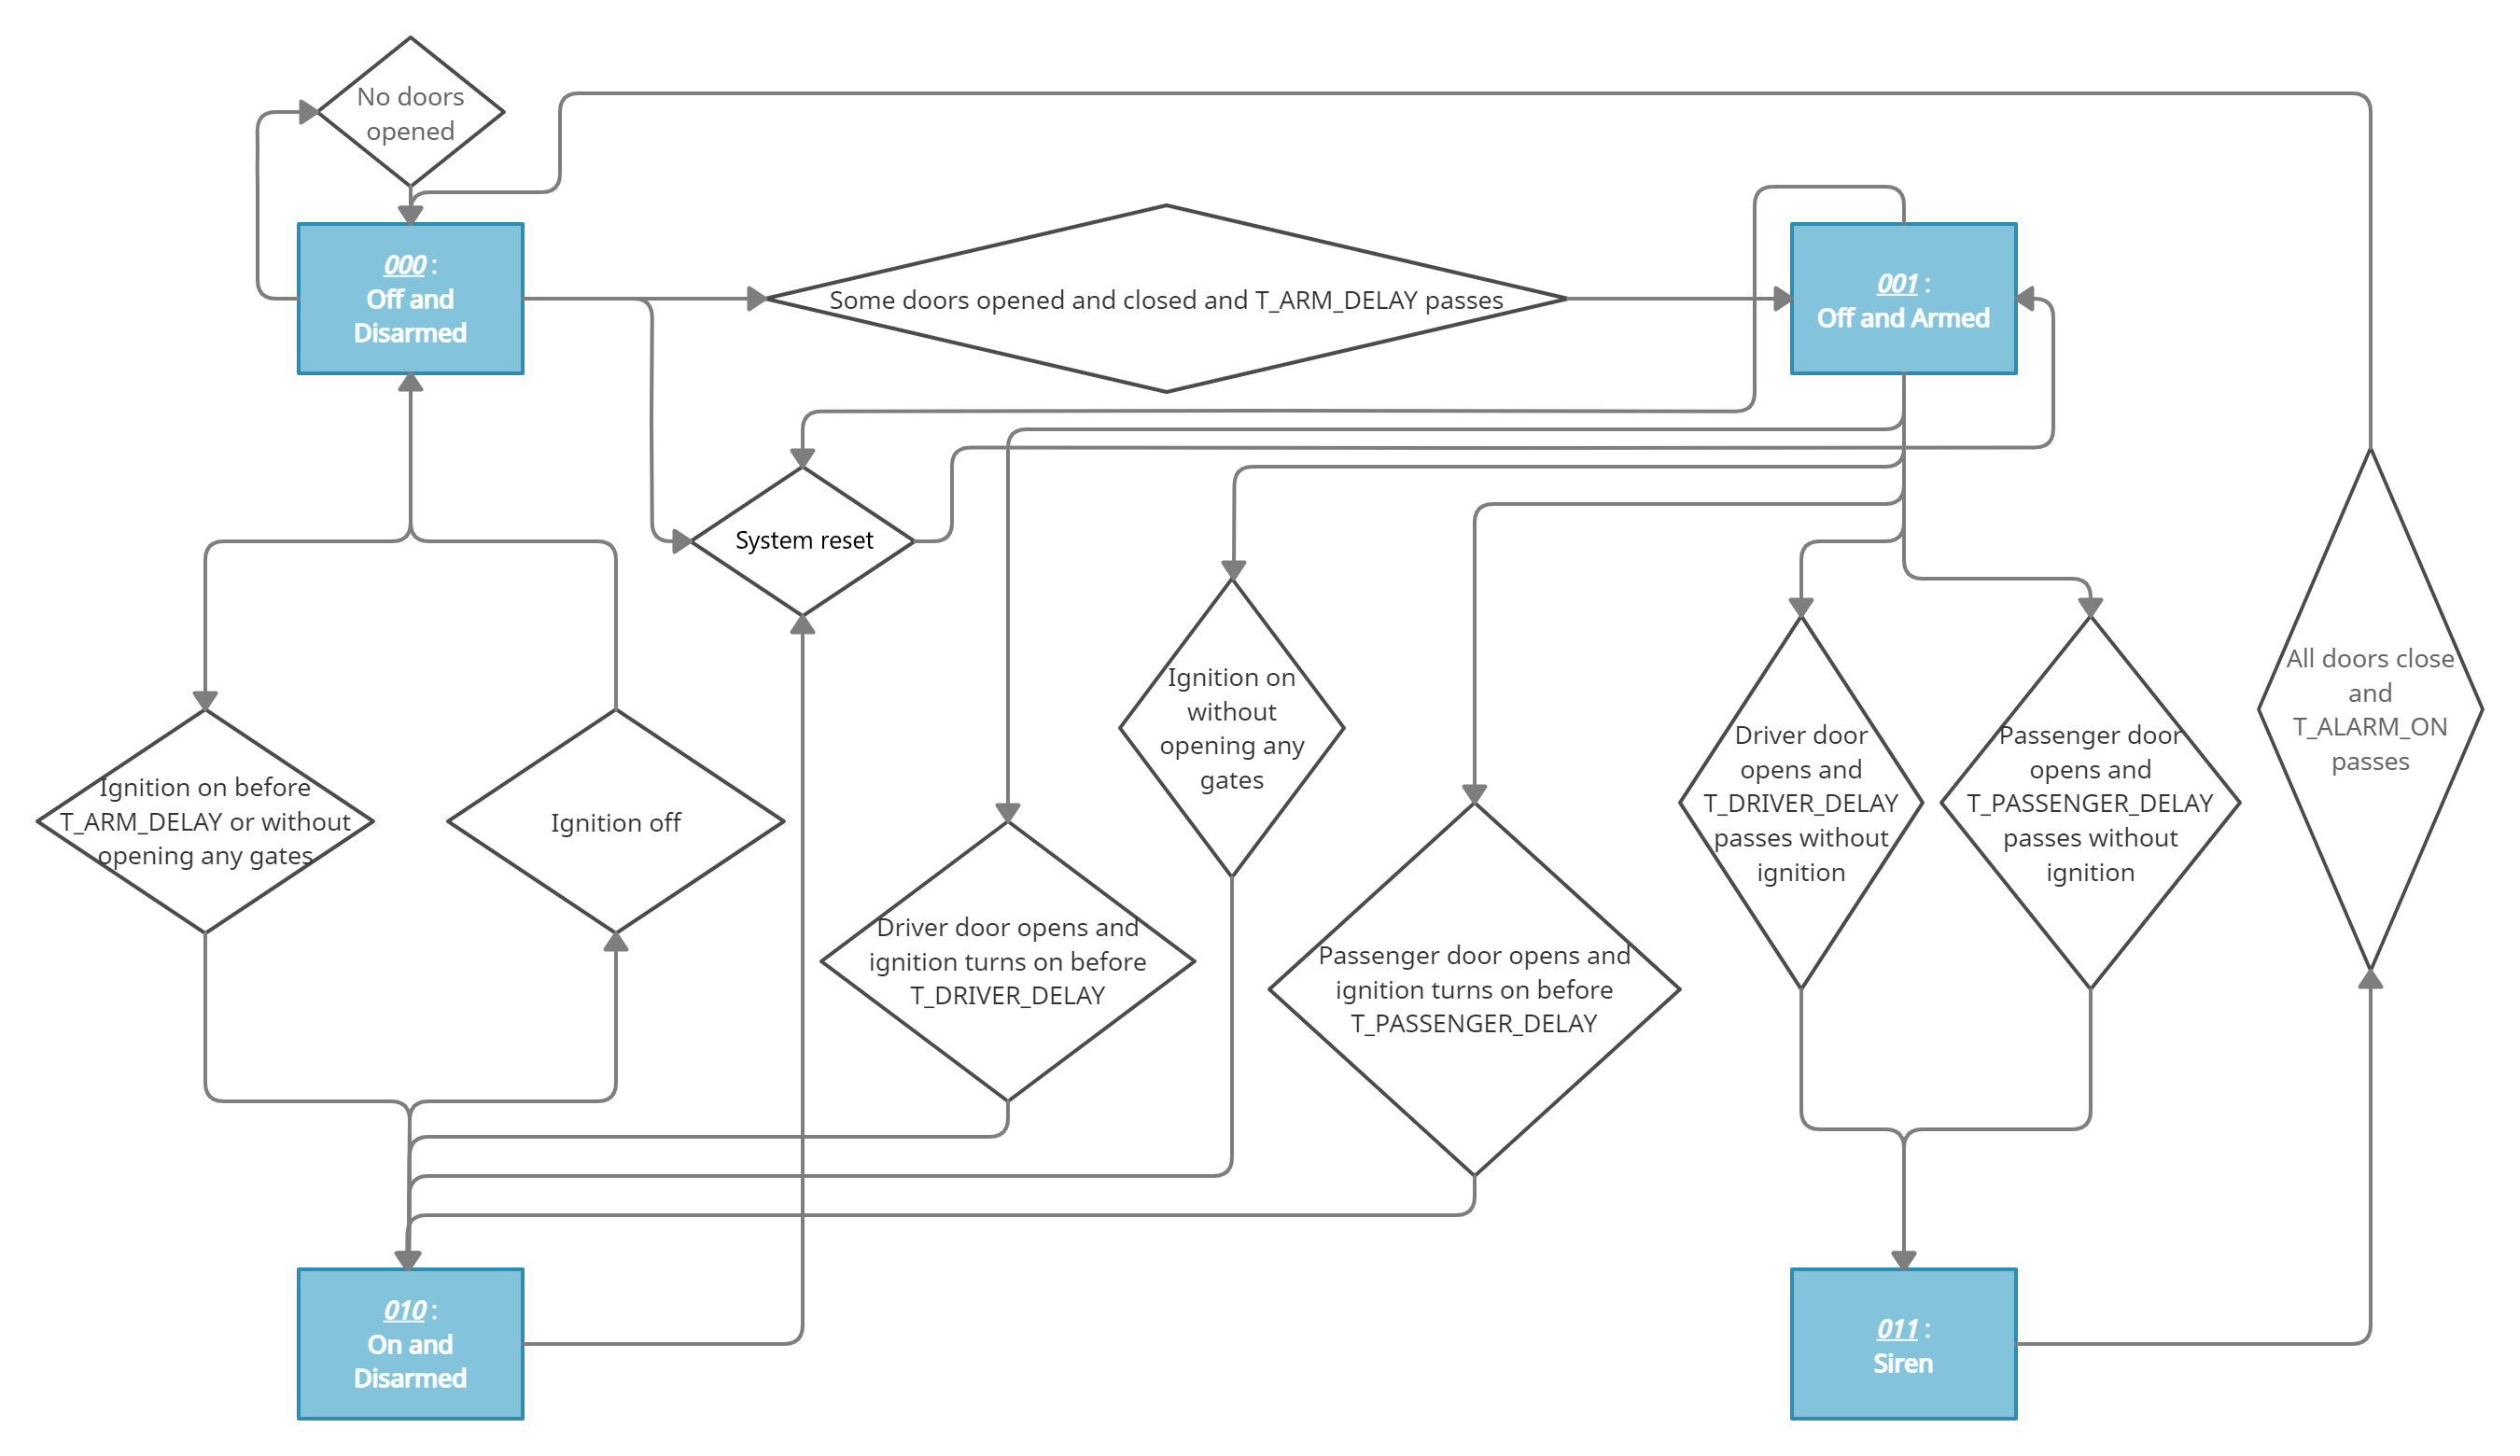 No doors
opened
000 :
Off and
Disarmed
Some doors opened and closed and T_ARM_DELAY passes
001 :
Off and Armed
System reset
Ignition on before
T_ARM_DELAY or without
opening any gates
Ignition off
Driver door opens and
ignition turns on before
T_DRIVER_DELAY
Ignition on
without
opening any
gates
Passenger door opens and
ignition turns on before
T_PASSENGER_DELAY
Driver door
opens and
T_DRIVER_DELAY
passes without
ignition
Passenger door
opens and
T_PASSENGER_DELAY
passes without
ignition
All doors close
and
T_ALARM_ON
passes
010 :
On and
Disarmed
011 :
Siren